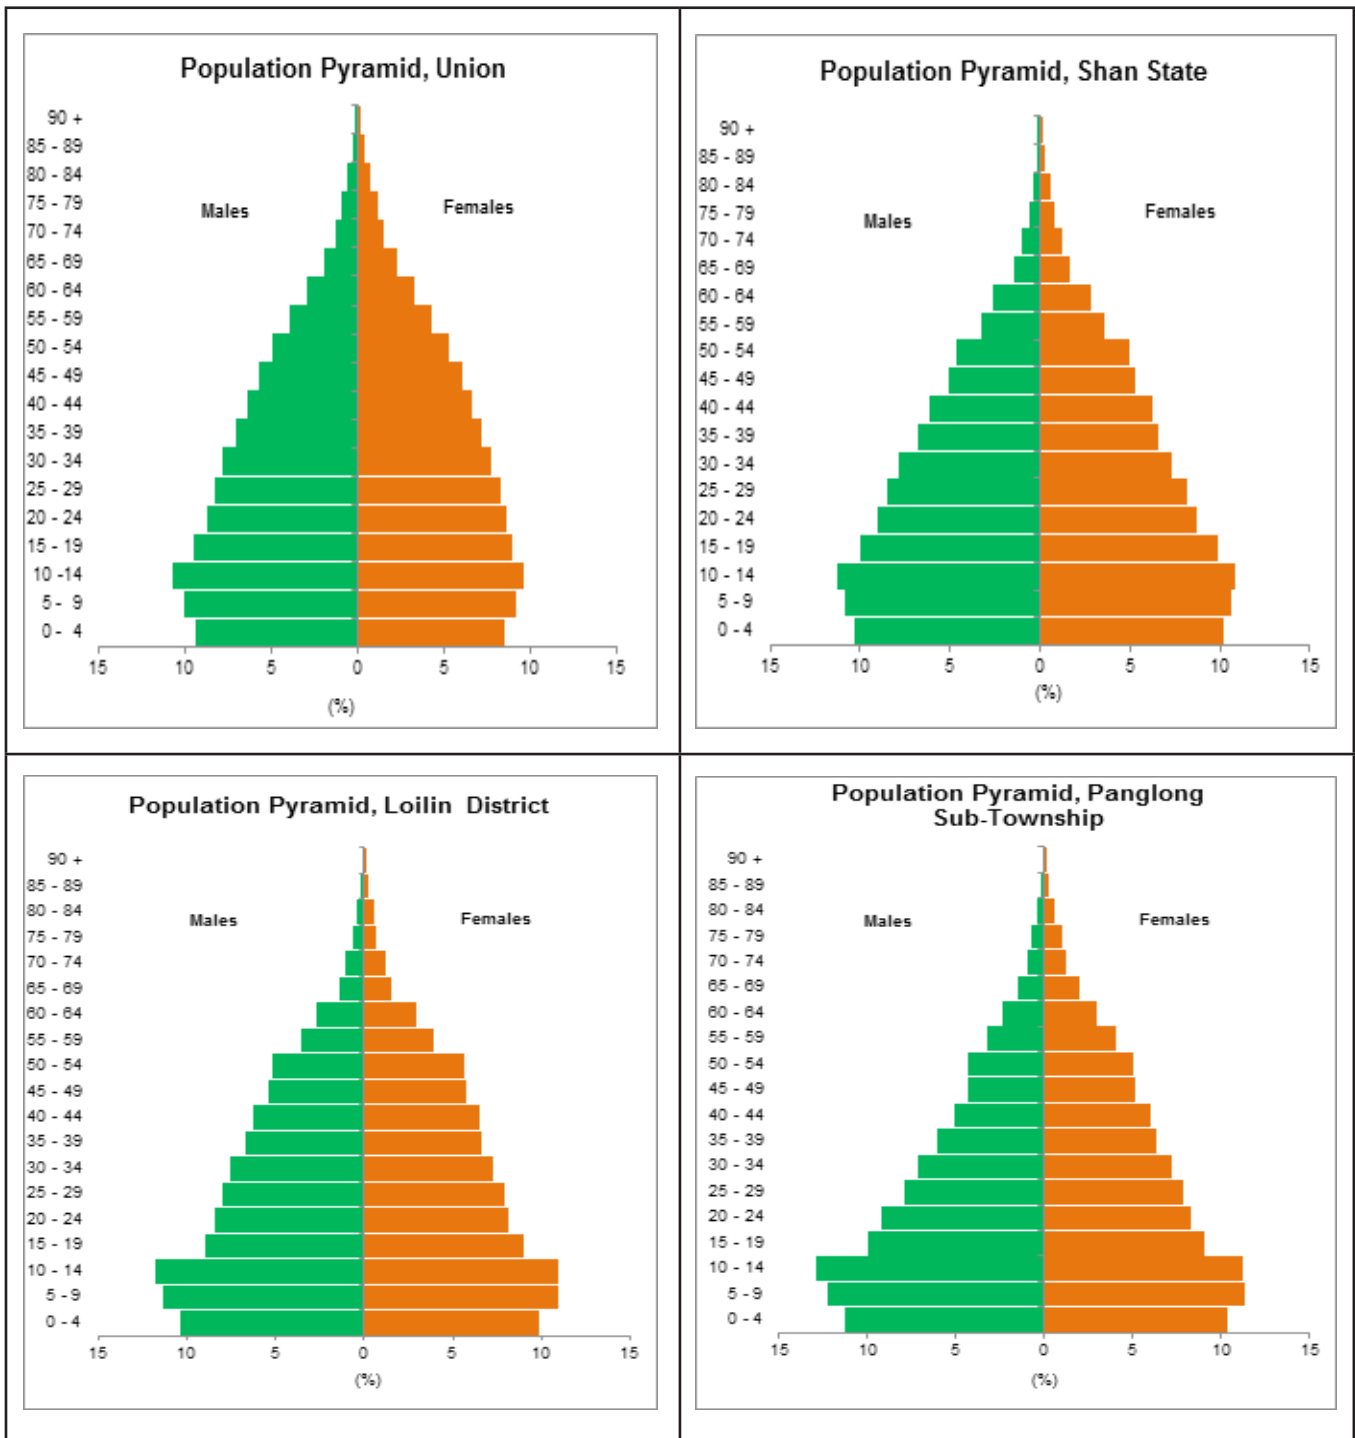 Population Pyramid, Union
90 +
85 - 89
80 - 84
75 - 79
70 - 74
65 - 69
60 - 64
55 - 59
50 - 54
45 - 49
40 - 44
35 - 39
30 - 34
25 - 29
20 - 24
15 - 19
10 -14
5 - 9
0 - 4
Males
Females
15 10 5 0 5 10 15
(%)
Population Pyramid, Shan State
90 +
85 - 89
80 - 84
75 - 79
70 - 74
65 - 69
60 - 64
55 - 59
50 - 54
45 - 49
40 - 44
35 - 39
30 - 34
25 - 29
20 - 24
15 - 19
10 - 14
5 - 9
0 - 4
Males
Females
15 10 5 0 5 10 15
(%)
Population Pyramid, Loilin District
90 +
85 - 89
80 - 84
75 - 79
70 - 74
65 - 69
60 - 64
55 - 59
50 - 54
45 - 49
40 - 44
35 - 39
30 - 34
25 - 29
20 - 24
15 - 19
10 - 14
5 - 9
0 - 4
Males
Females
15 10 5 0 5 10 15
(%)
Population Pyramid, Panglong
Sub-Township
90 +
85 - 89
80 - 84
75 - 79
70 - 74
65 - 69
60 - 64
55 - 59
50 - 54
45 - 49
40 - 44
35 - 39
30 - 34
25 - 29
20 - 24
15 - 19
10 - 14
5 - 9
0 - 4
Males
Females
15 10 5 0 5 10 15
(%)